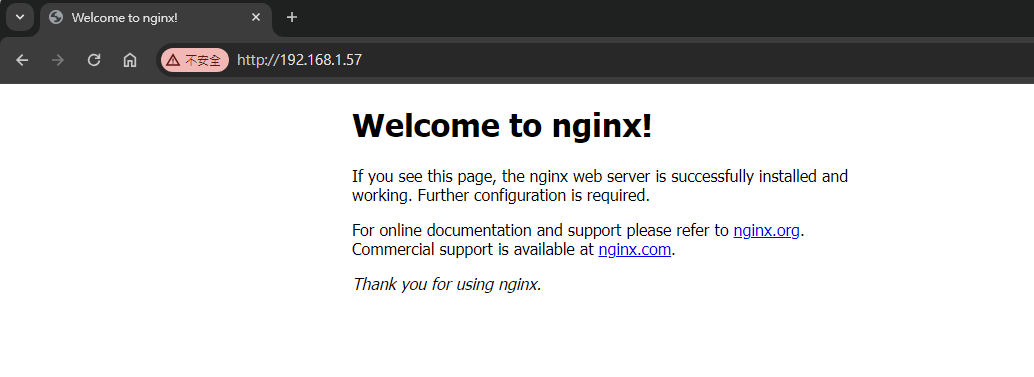 Welcome to nginx!
不安全 http://192.168.1.57
Welcome to nginx!
If you see this page, the nginx web server is successfully installed and
working. Further configuration is required.
For online documentation and support please refer to nginx.org.
Commercial support is available at nginx.com.
Thank you for using nginx.